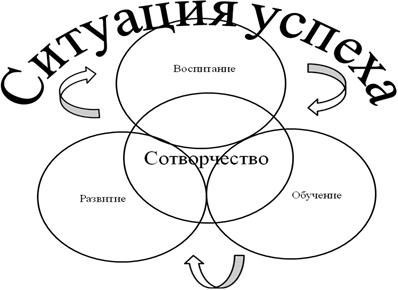 Ситуация успеха
Воспитание
Сотворчество
Развитие
Обучение